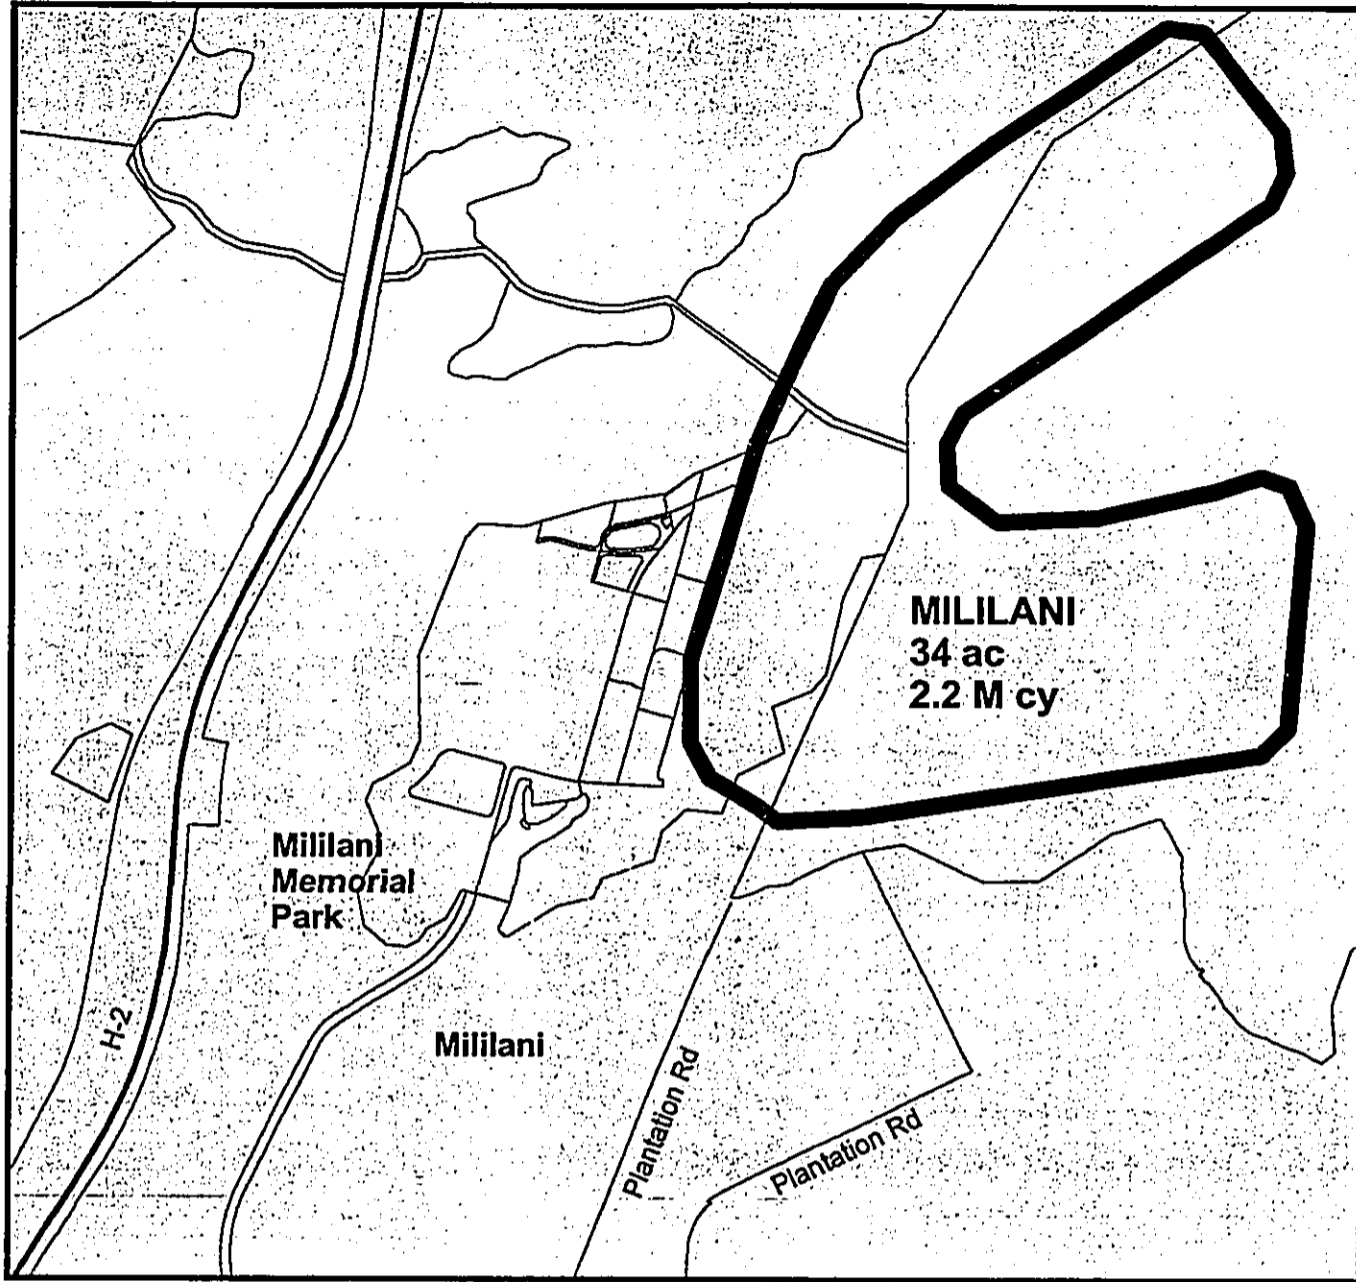 MILILANI
34 ac
2.2 M cy
Mililani
Memorial
Park
H-2
Mililani
Plantation Rd
Plantation Rd